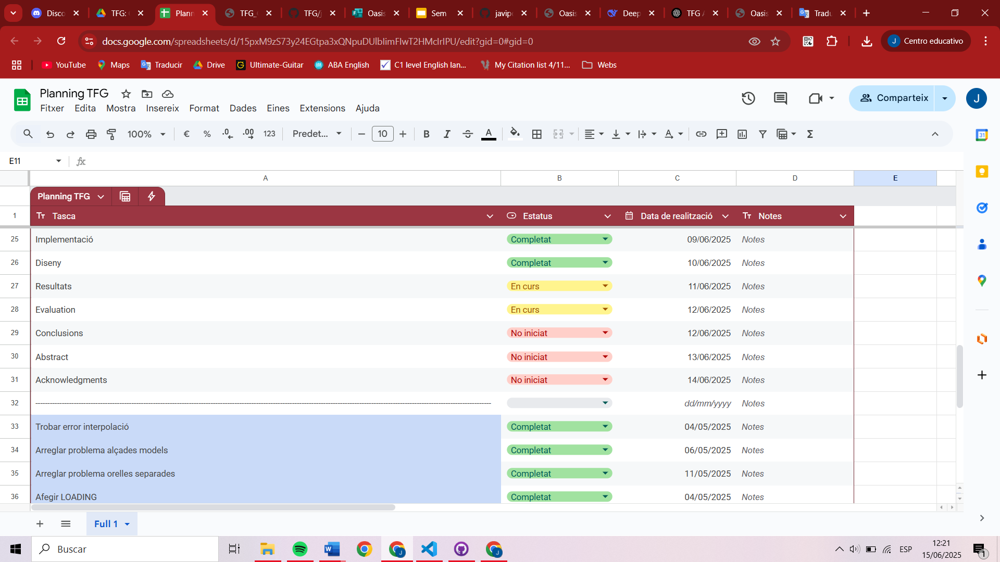 Disco
TFG:
Plann
TFG_
TFG/j
Oasis
Sem
javip
Oasis
Deep
TFG /
Oasis
Tradu
docs.google.com/spreadsheets/d/15pxM9zS73y24EGtpa3xQNpuDUlbIimFIwT2HMcIrIPU/edit?gid=0#gid=0
J Centro educativo
YouTube
Maps
Traducir
Drive
Ultimate-Guitar
ABA English
C1 level English lan...
My Citation list 4/11...
Webs
Planning TFG
Comparteix
J
Fitxer Edita Mostra Insereix Format Dades Eines Extensions Ajuda
100% € % .0 .00 123 Predet... 10 B I S A
E11
fx
A B C D E
Planning TFG
1 Tt Tasca Estatus Data de realització Tt Notes
25 Implementació Completat 09/06/2025 Notes
26 Diseny Completat 10/06/2025 Notes
27 Resultats En curs 11/06/2025 Notes
28 Evaluation En curs 12/06/2025 Notes
29 Conclusions No iniciat 12/06/2025 Notes
30 Abstract No iniciat 13/06/2025 Notes
31 Acknowledgments No iniciat 14/06/2025 Notes
32 dd/mm/yyyy Notes
33 Trobar error interpolació Completat 04/05/2025 Notes
34 Arreglar problema alçades models Completat 06/05/2025 Notes
35 Arreglar problema orelles separades Completat 11/05/2025 Notes
36 Afegir LOADING Completat 04/05/2025 Notes
Full 1
Buscar
ESP
12:21
15/06/2025
1